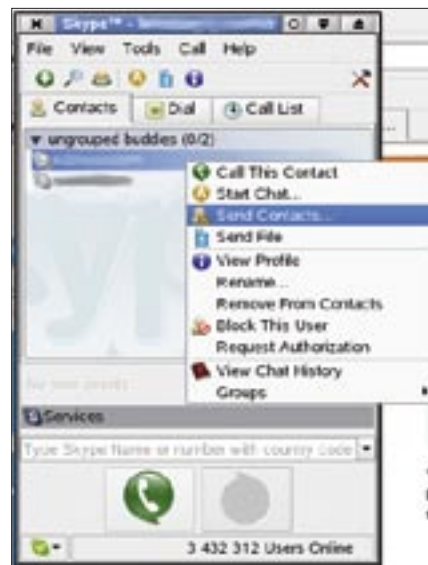 Skype™ -
File View Tools Call Help
Contacts Dial Call List
ungrouped buddies (0/2)
Call This Contact
Start Chat...
Send Contacts...
Send File
View Profile
Rename...
Remove From Contacts
Block This User
Request Authorization
View Chat History
Groups
Services
Type Skype Name or number with country code
3 432 312 Users Online